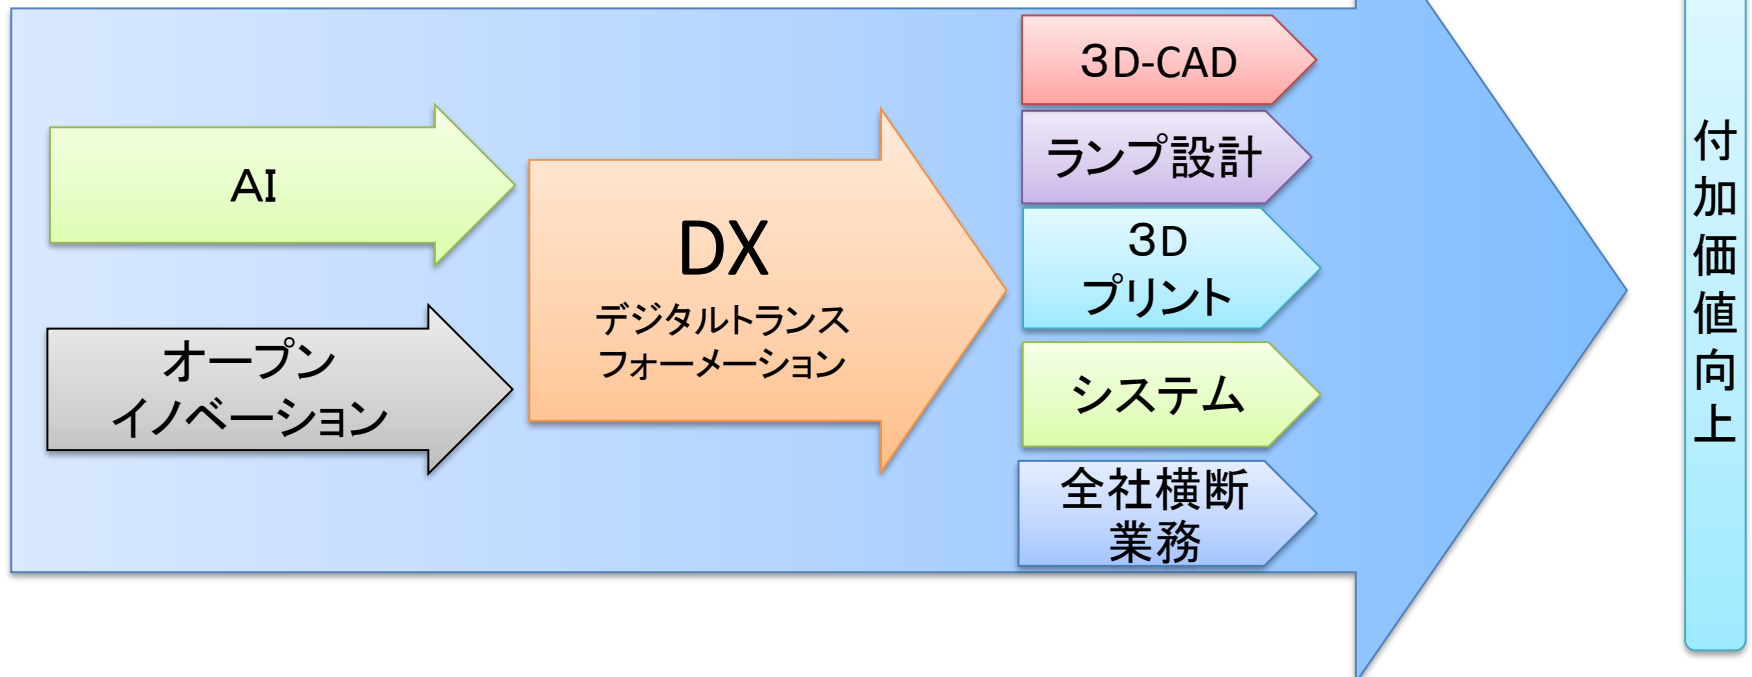 AI
オープン
イノベーション
DX
デジタルトランス
フォーメーション
３D-CAD
ランプ設計
３D
プリント
システム
全社横断
業務
付加価値向上